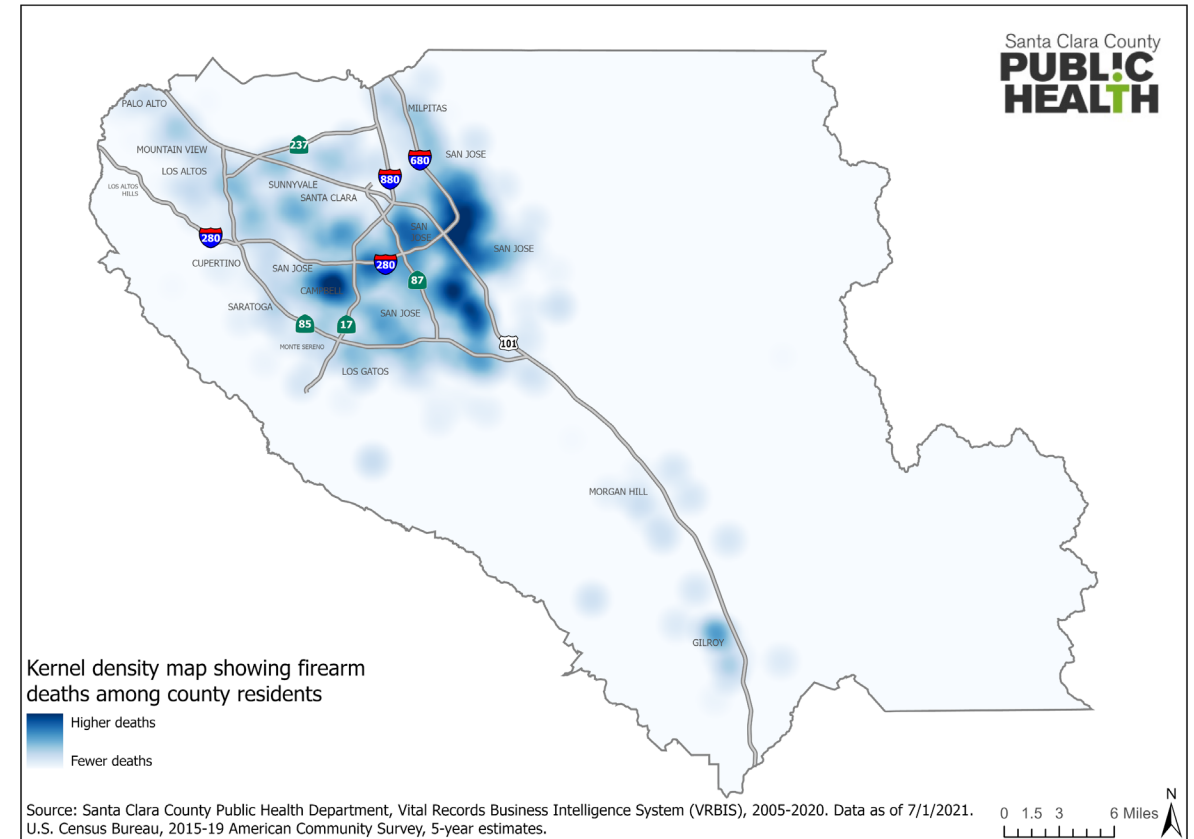 Santa Clara County
PUBLIC
HEALTH
PALO ALTO
MILPITAS
MOUNTAIN VIEW
237
SAN JOSE
680
LOS ALTOS
880
SUNNYVALE
LOS ALTOS
HILLS
SANTA CLARA
SAN
JOSE
280
SAN JOSE
CUPERTINO
SAN JOSE
280
87
CAMPBELL
SARATOGA
SAN JOSE
85
17
MONTE SERENO
101
LOS GATOS
MORGAN HILL
GILROY
Kernel density map showing firearm
deaths among county residents
Higher deaths
Fewer deaths
Source: Santa Clara County Public Health Department, Vital Records Business Intelligence System (VRBIS), 2005-2020. Data as of 7/1/2021.
U.S. Census Bureau, 2015-19 American Community Survey, 5-year estimates.
0 1.5 3 6 Miles
N